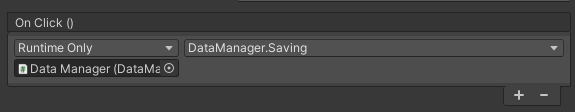 On Click ()
Runtime Only DataManager.Saving
Data Manager (DataMa